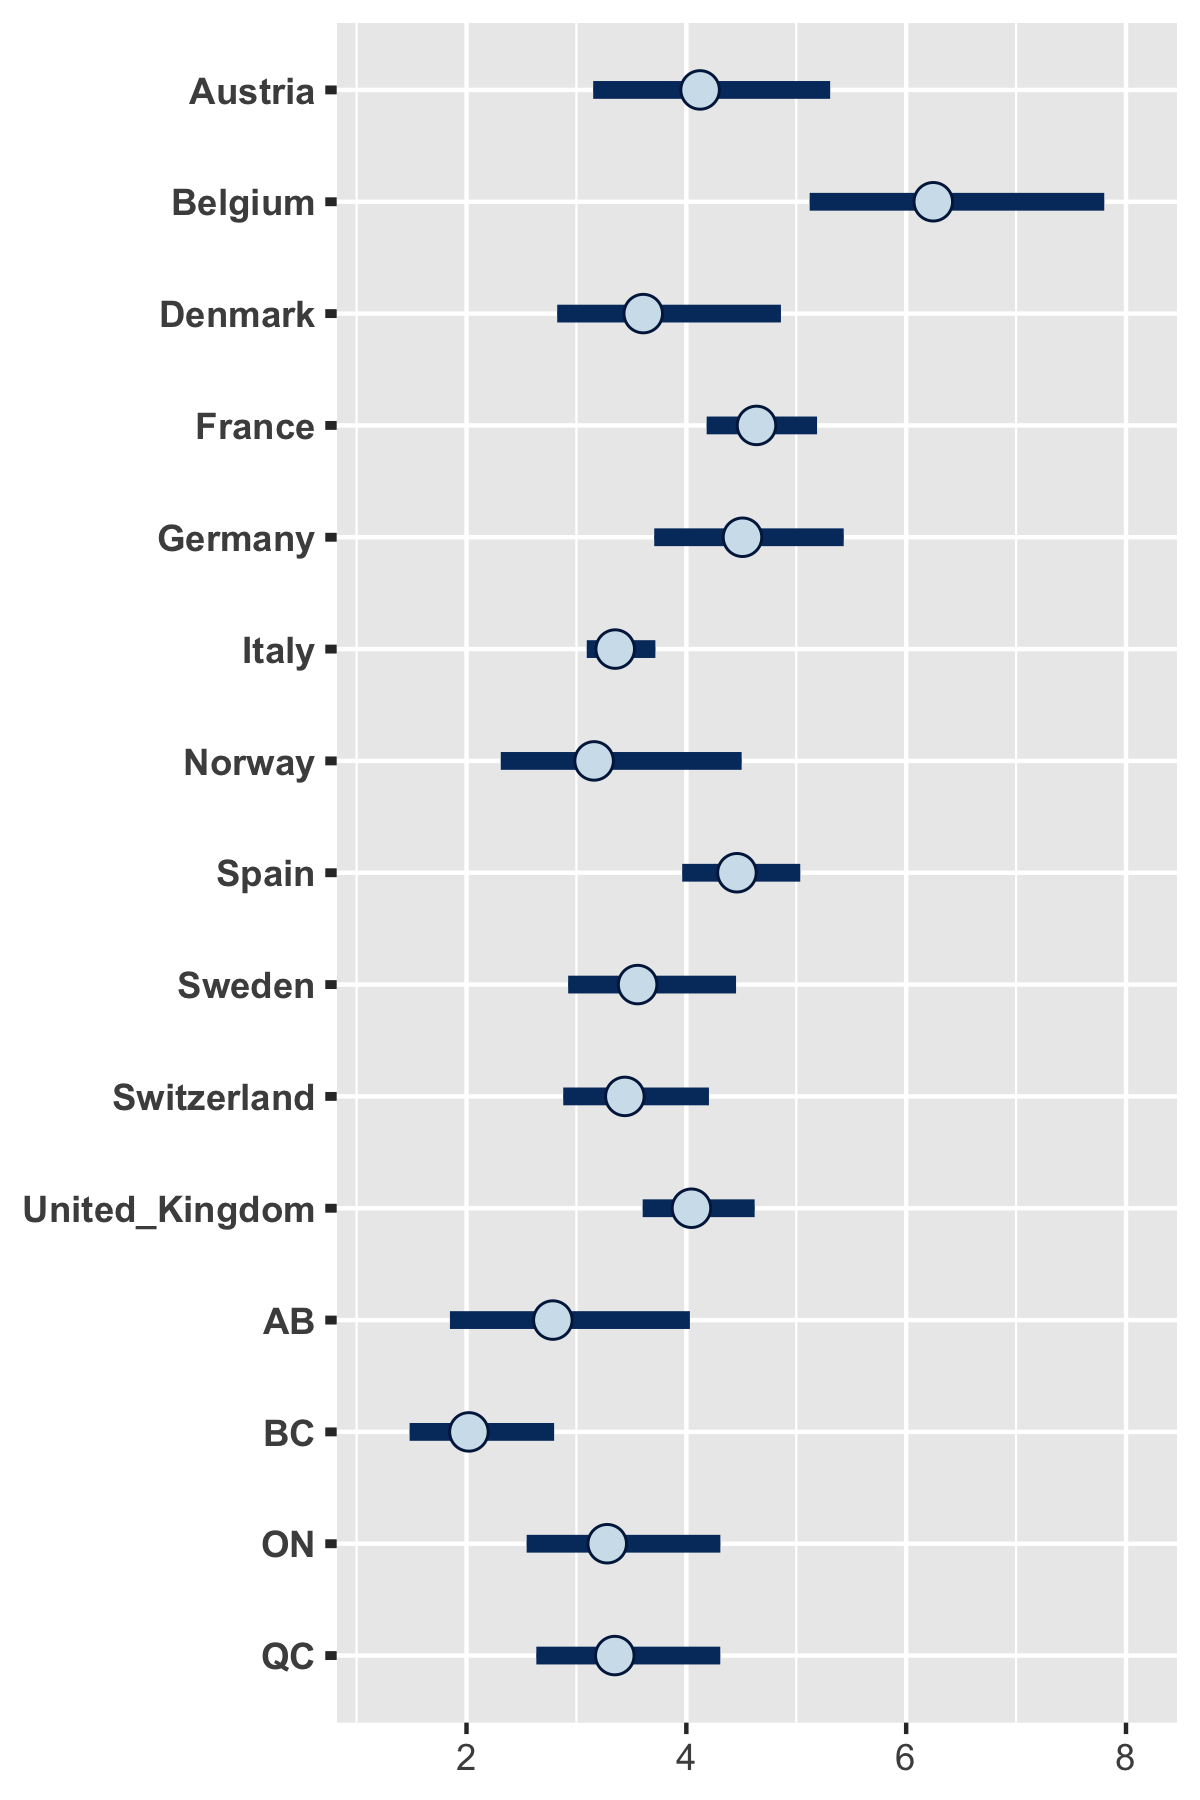 Austria
Belgium
Denmark
France
Germany
Italy
Norway
Spain
Sweden
Switzerland
United_Kingdom
AB
BC
ON
QC
2 4 6 8